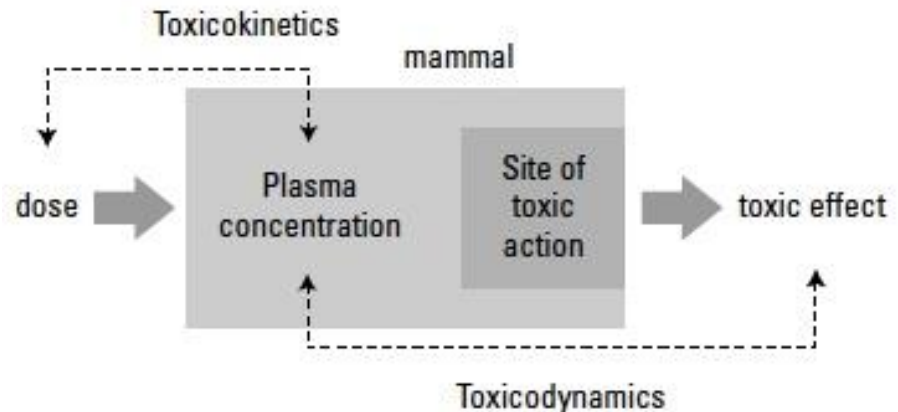 Toxicokinetics
mammal
dose
Plasma
concentration
Site of
toxic
action
toxic effect
Toxicodynamics